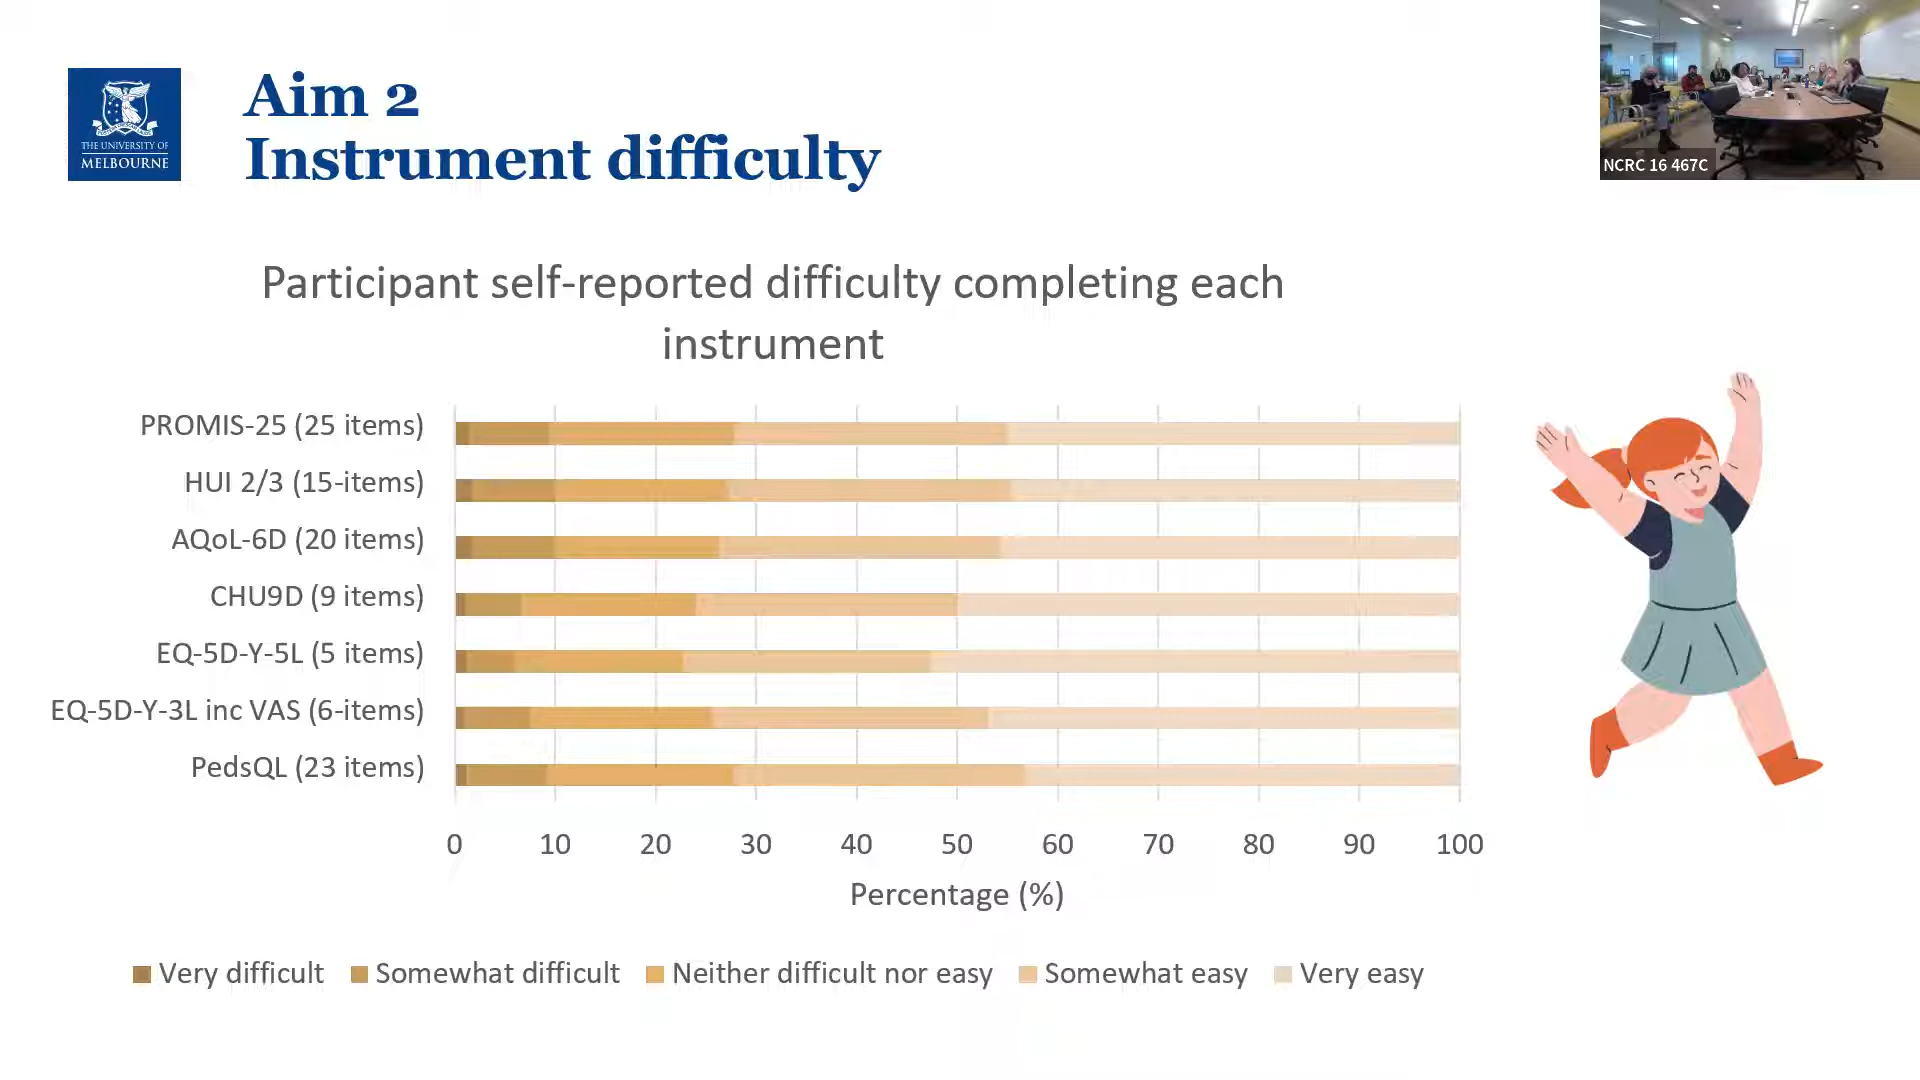 THE UNIVERSITY OF
MELBOURNE
Aim 2
Instrument difficulty
NCRC 16 467C
Participant self-reported difficulty completing each
instrument
PROMIS-25 (25 items)
HUI 2/3 (15-items)
AQoL-6D (20 items)
CHU9D (9 items)
EQ-5D-Y-5L (5 items)
EQ-5D-Y-3L inc VAS (6-items)
PedsQL (23 items)
0 10 20 30 40 50 60 70 80 90 100
Percentage (%)
Very difficult Somewhat difficult Neither difficult nor easy Somewhat easy Very easy